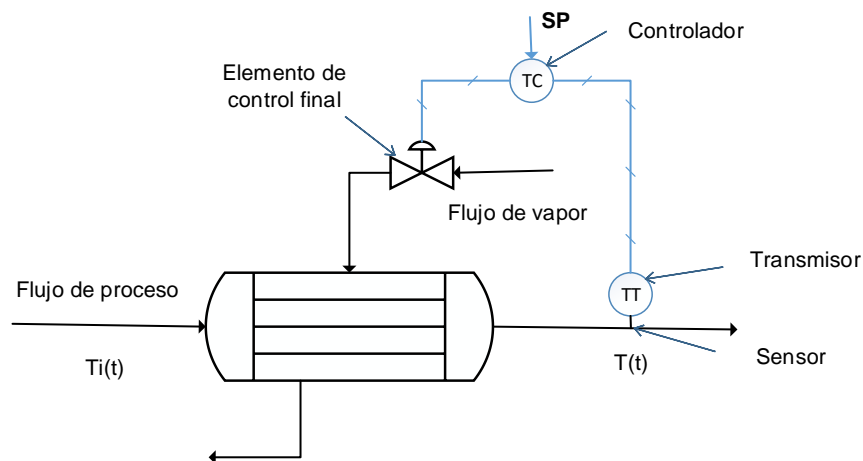 SP
Controlador
TC
Elemento de
control final
Flujo de vapor
Transmisor
TT
Flujo de proceso
Ti(t)
T(t)
Sensor